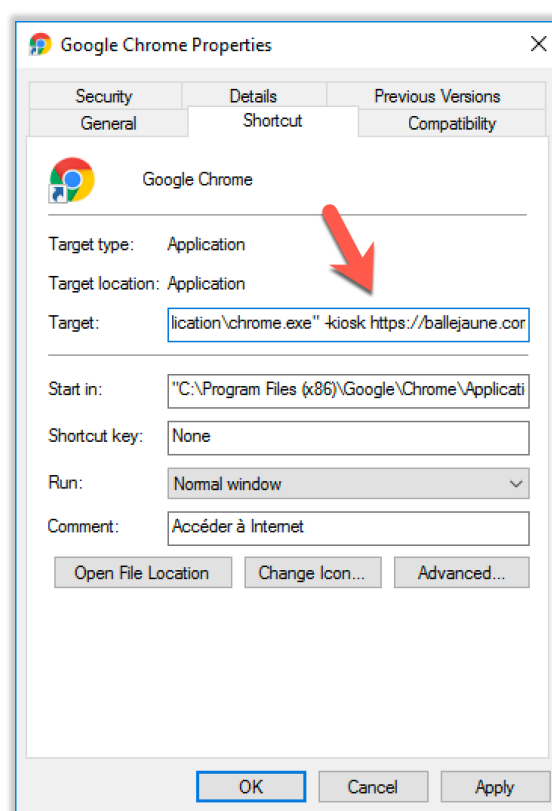 Google Chrome Properties
Security Details Previous Versions
General Shortcut Compatibility
Google Chrome
Target type: Application
Target location: Application
Target: lication\chrome.exe" -kiosk https://ballejaune.com
Start in: "C:\Program Files (x86)\Google\Chrome\Applicati
Shortcut key: None
Run: Normal window
Comment: Accéder à Internet
Open File Location Change Icon... Advanced...
OK Cancel Apply